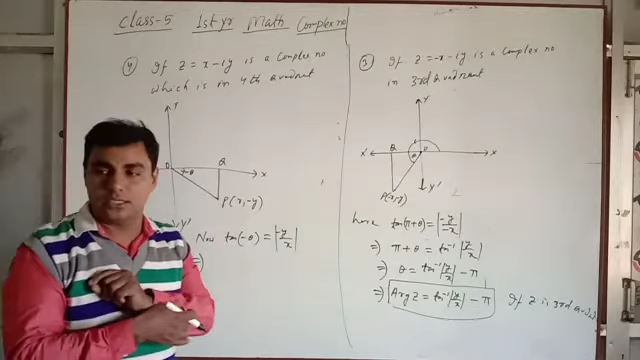 Class-5 1st yr Math Complex no
④ If z = x - iy is a Complex no
which is in 4th quadrant
Y
O
-θ
Q
X
P(x, -y)
Y'
Now tan(-θ) = |-y/x|
⇒
③ If z = -x - iy is a Complex no
in 3rd quadrant
Y
X'
Q
O
X
θ
P(x, y)
Y'
here tan(π+θ) = |-y/-x|
⇒ π+θ = tan⁻¹|y/x|
⇒ θ = tan⁻¹|y/x| - π
⇒ Arg z = tan⁻¹|y/x| - π If z is 3rd